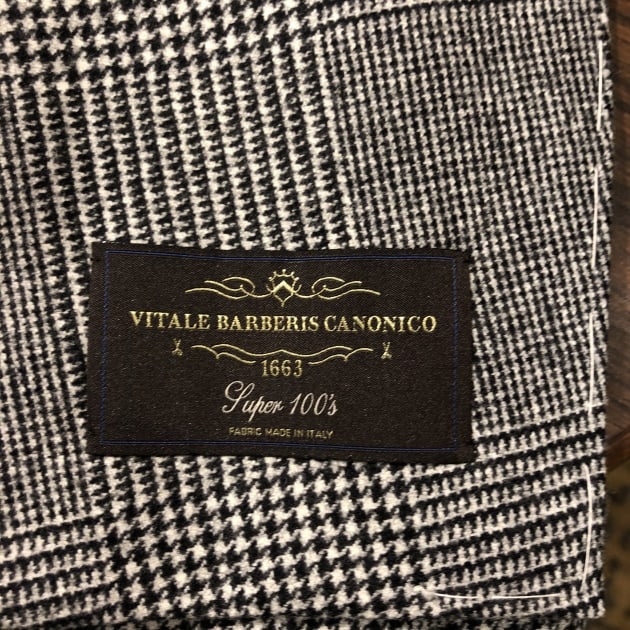 VITALE BARBERIS CANONICO
1663
Super 100's
FABRIC MADE IN ITALY